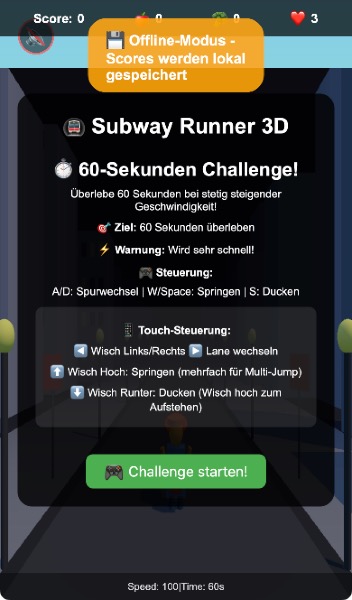 Score: 0 🍎 0 🥦 0 ❤️ 3
💾 Offline-Modus -
Scores werden lokal
gespeichert
🚇 Subway Runner 3D
⏱️ 60-Sekunden Challenge!
Überlebe 60 Sekunden bei stetig steigender
Geschwindigkeit!
🎯 Ziel: 60 Sekunden überleben
⚡ Warnung: Wird sehr schnell!
🎮 Steuerung:
A/D: Spurwechsel | W/Space: Springen | S: Ducken
📱 Touch-Steuerung:
⬅️ Wisch Links/Rechts ➡️ Lane wechseln
⬆️ Wisch Hoch: Springen (mehrfach für Multi-Jump)
⬇️ Wisch Runter: Ducken (Wisch hoch zum
Aufstehen)
🎮 Challenge starten!
Speed: 100|Time: 60s